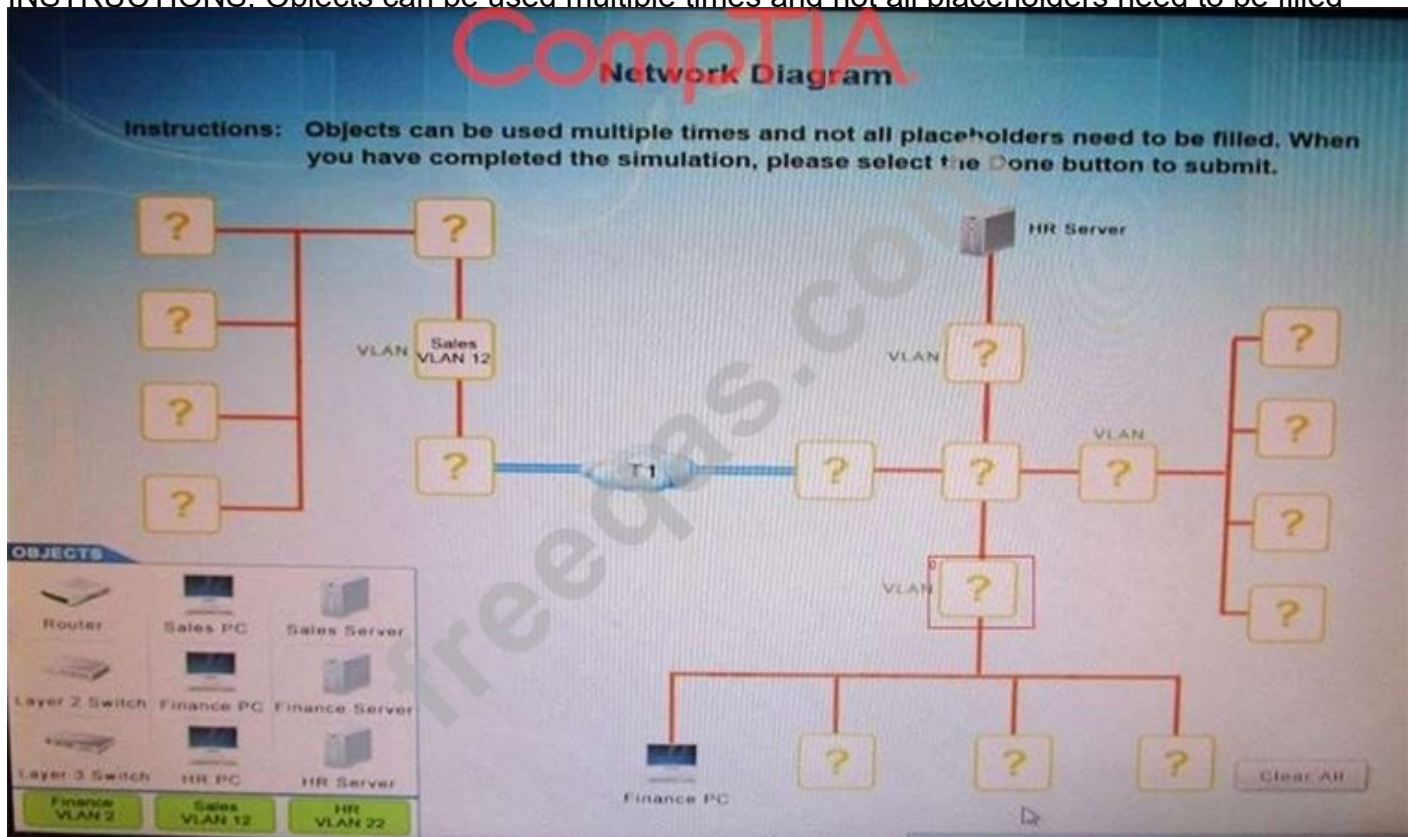 INSTRUCTIONS: Objects can be used multiple times and not all placeholders need to be filled
CompTIA
Network Diagram
Instructions: Objects can be used multiple times and not all placeholders need to be filled. When
you have completed the simulation, please select the Done button to submit.
?
?
HR Server
?
?
VLAN
Sales
VLAN 12
VLAN
?
?
?
VLAN
?
?
T1
?
?
?
?
?
VLAN
0
?
?
OBJECTS
Router
Sales PC
Sales Server
Layer 2 Switch
Finance PC
Finance Server
Layer 3 Switch
HR PC
HR Server
Finance
VLAN 2
Sales
VLAN 12
HR
VLAN 22
Finance PC
?
?
?
Clear All
freeqas.com